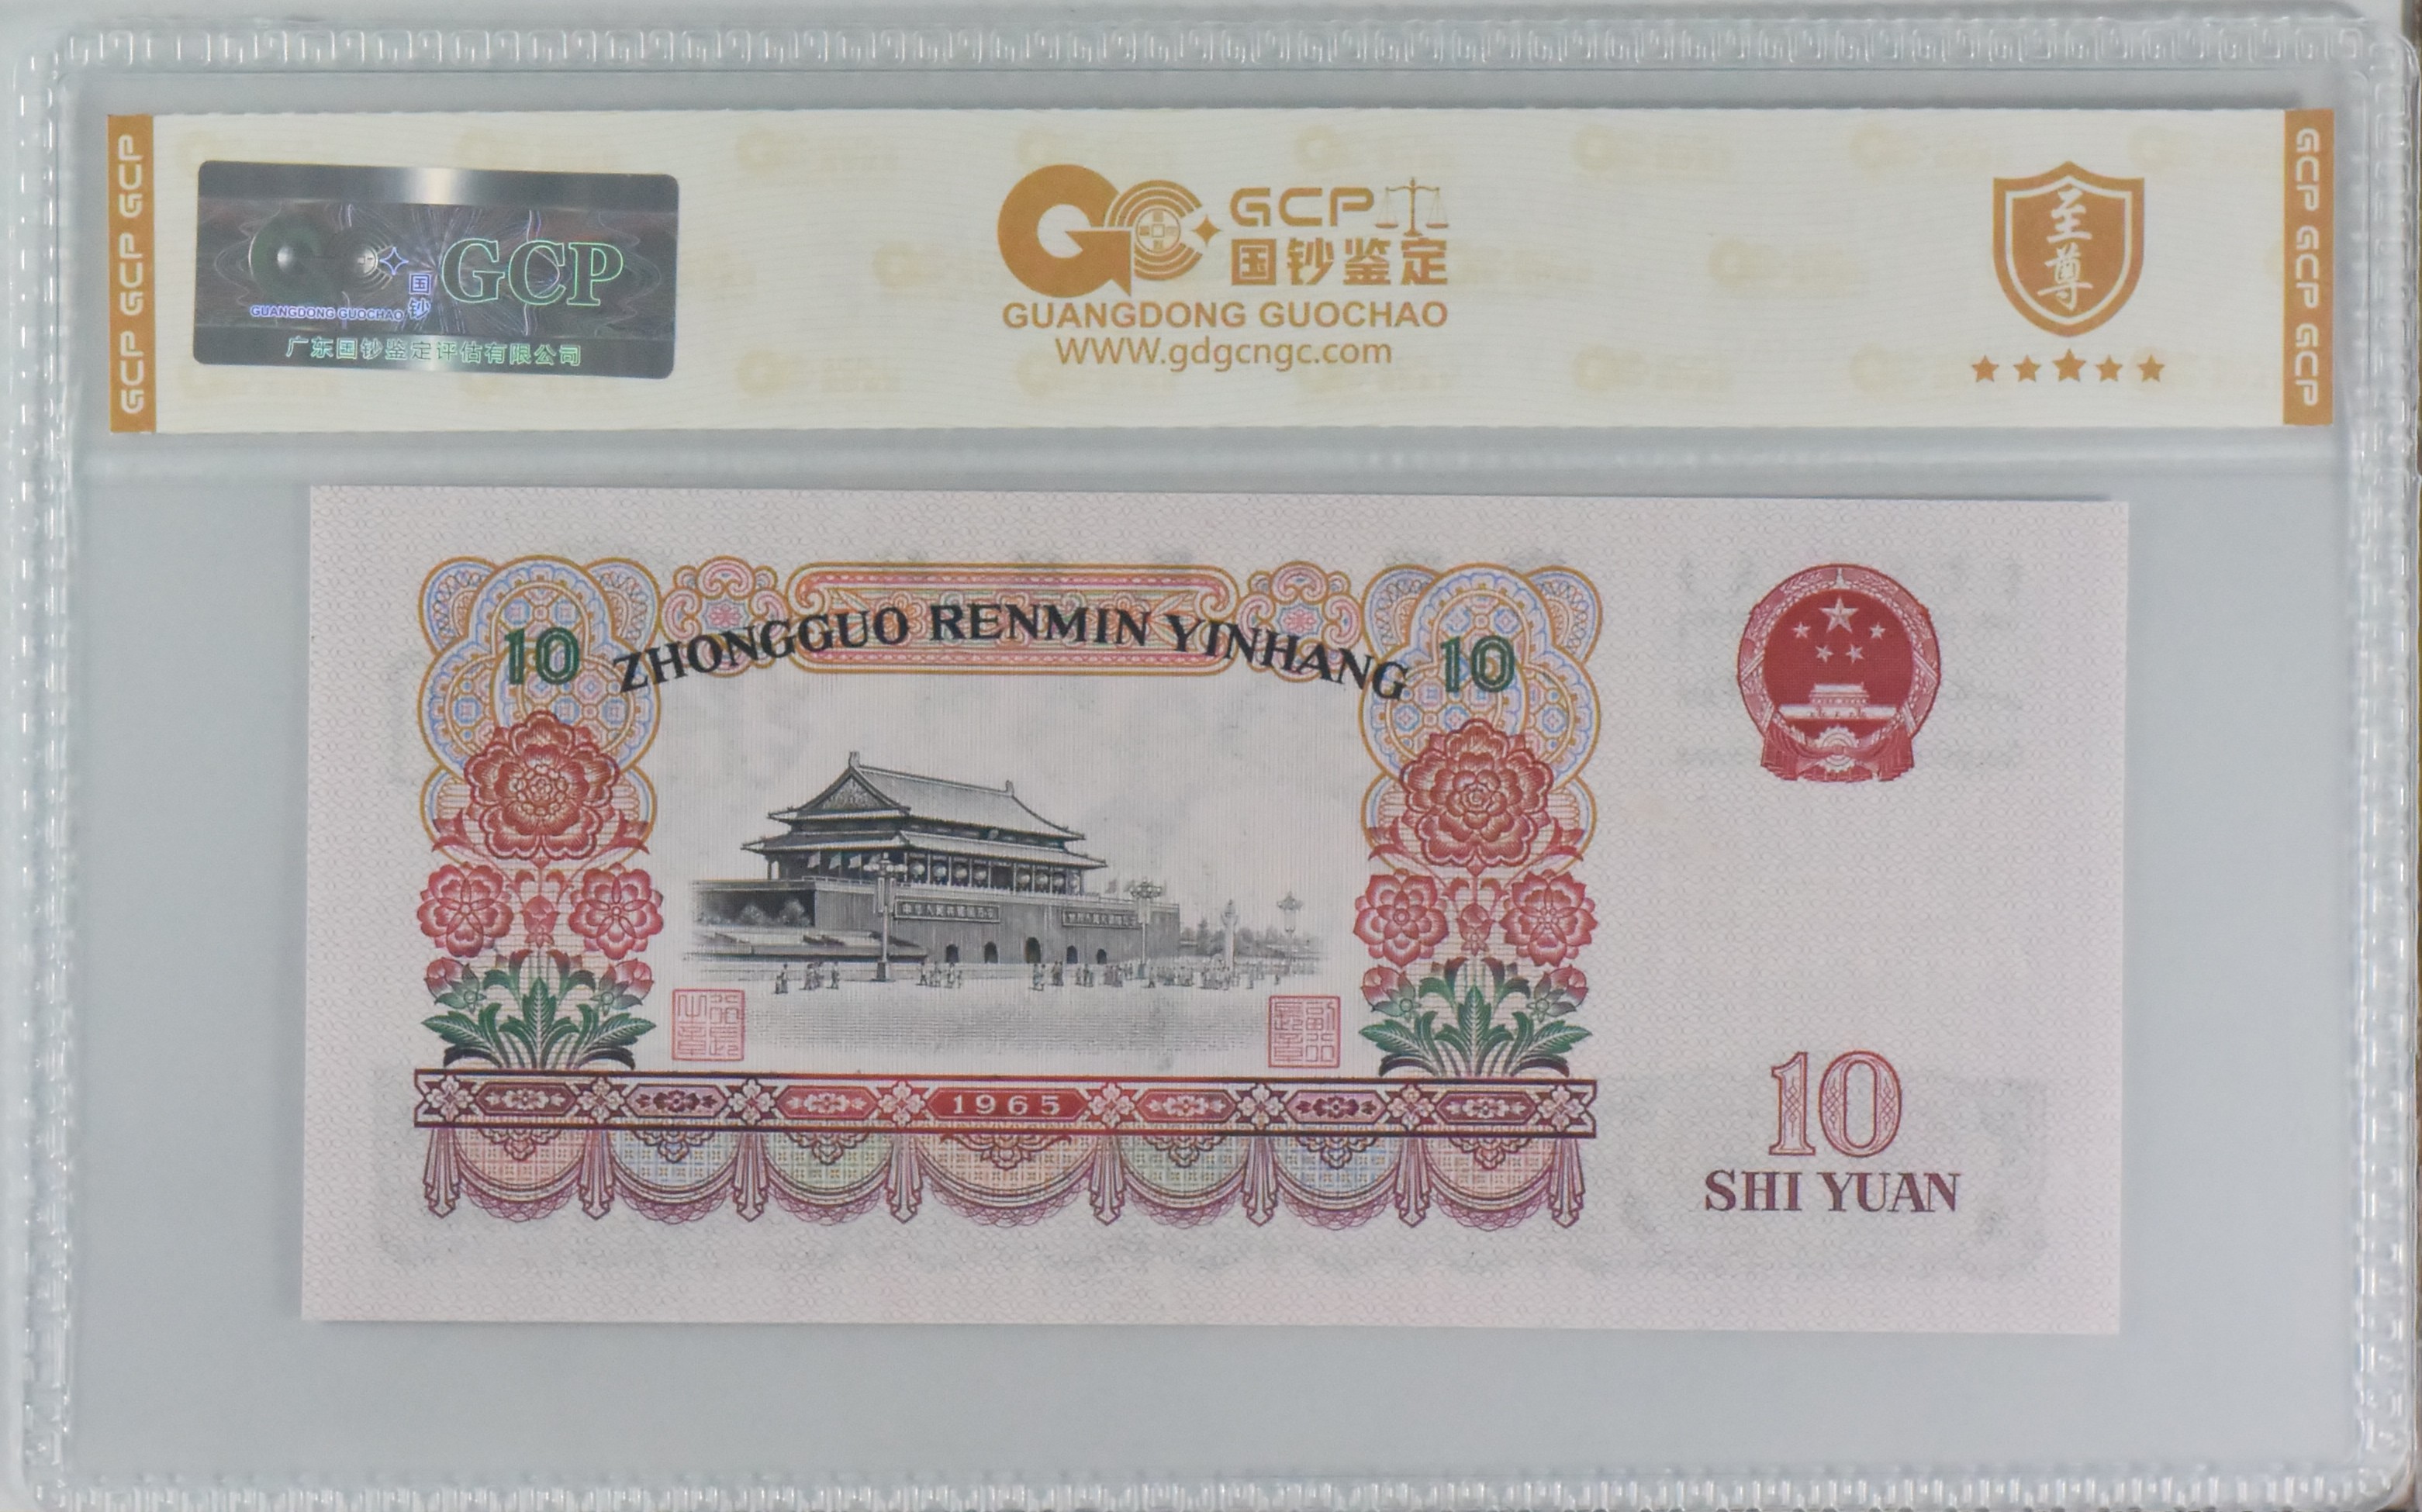 GCP GCP GCP
国钞
GCP
GUANGDONG GUOCHAO
广东国钞鉴定评估有限公司
GCP
国钞鉴定
GUANGDONG GUOCHAO
WWW.gdgcngc.com
至尊
GCP GCP GCP
ZHONGGUO RENMIN YINHANG
10
10
1965
10
SHI YUAN